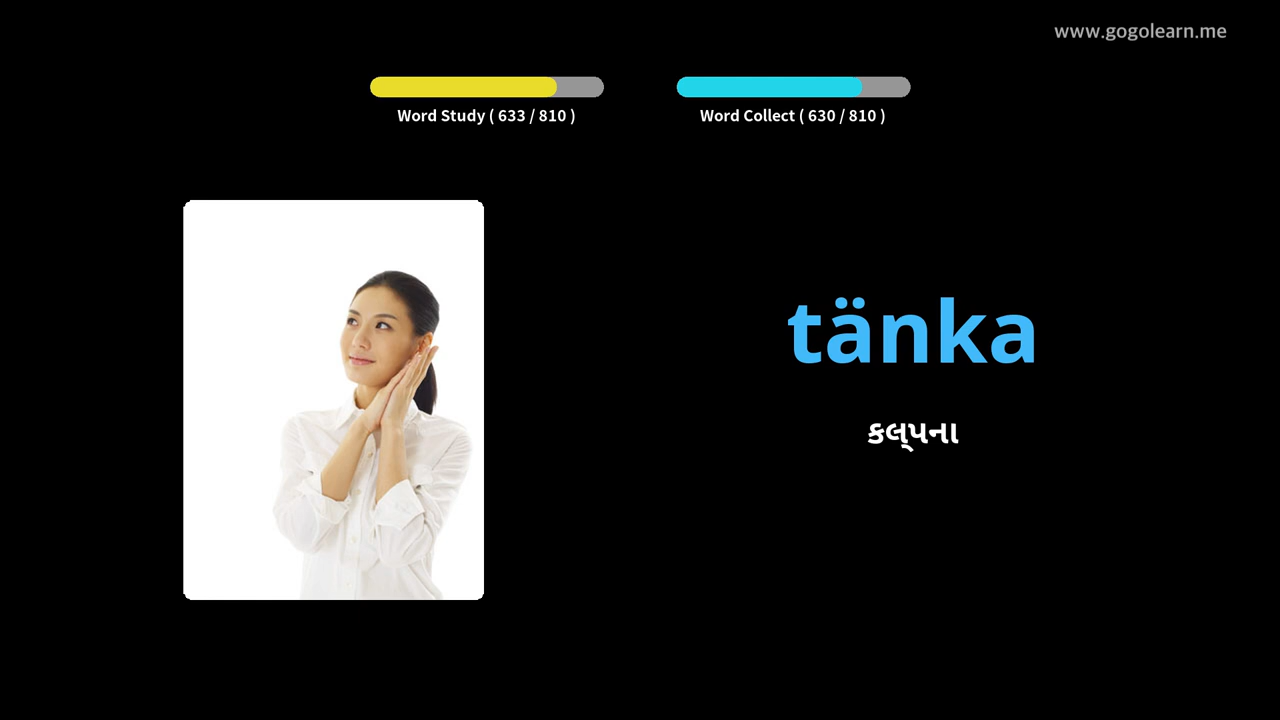 www.gogolearn.me
Word Study ( 633 / 810 )
Word Collect ( 630 / 810 )
tänka
કલ્પના